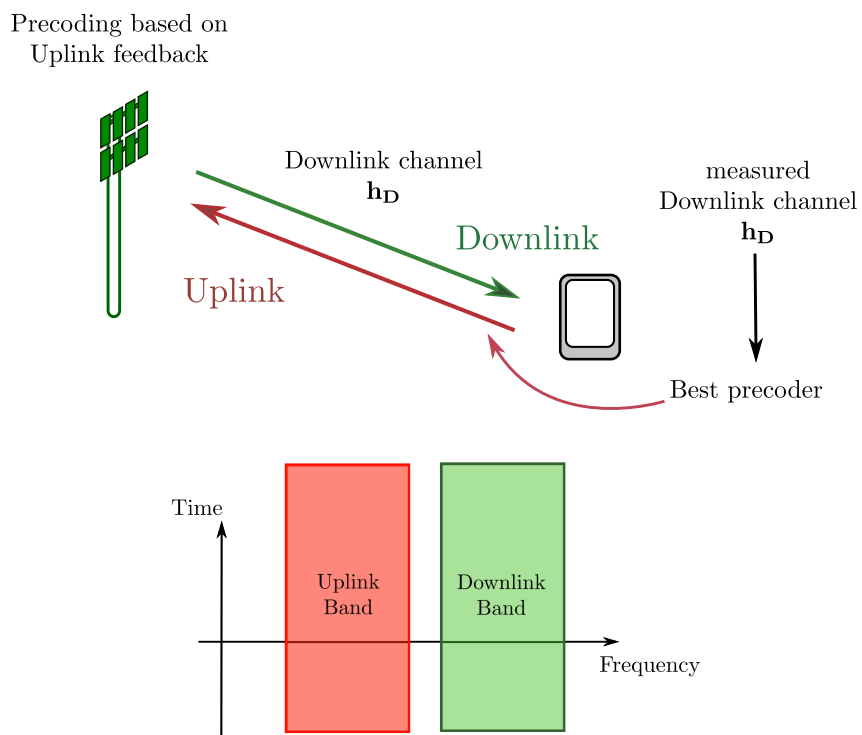 Precoding based on
Uplink feedback
Downlink channel
h_D
measured
Downlink channel
h_D
Downlink
Uplink
Best precoder
Time
Uplink
Band
Downlink
Band
Frequency